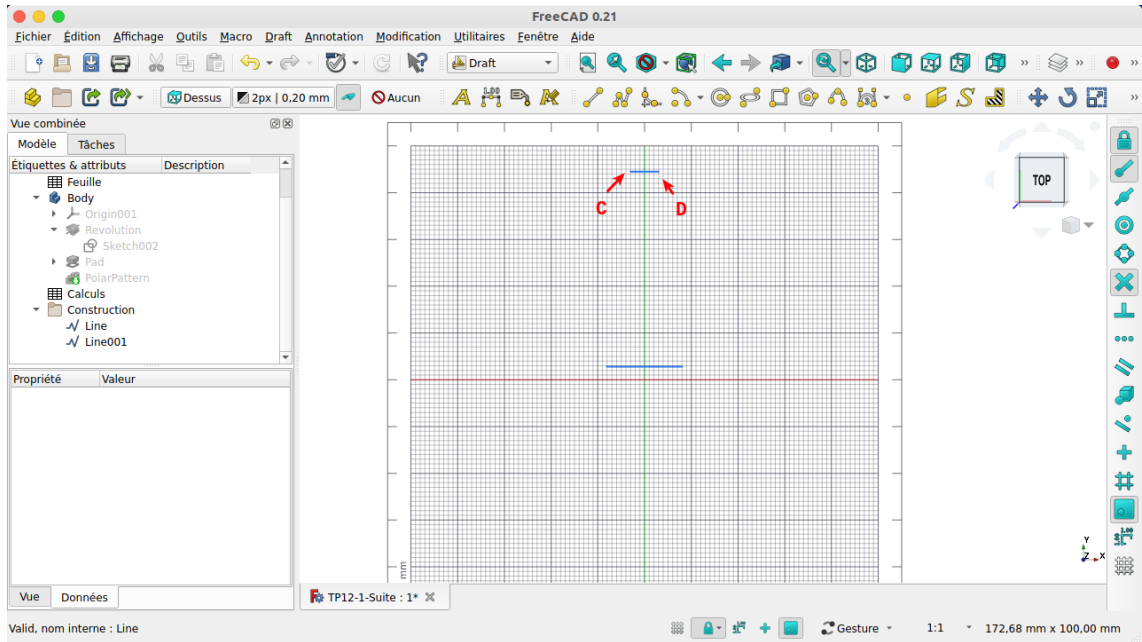 FreeCAD 0.21
Fichier Édition Affichage Outils Macro Draft Annotation Modification Utilitaires Fenêtre Aide
Draft
Dessus 2px | 0,20 mm Aucun
Vue combinée
Modèle Tâches
Étiquettes & attributs Description
Feuille
Body
Origin001
Revolution
Sketch002
Pad
PolarPattern
Calculs
Construction
Line
Line001
Propriété Valeur
Vue Données
C D
TOP
mm
Y
Z X
1.00
TP12-1-Suite : 1*
Valid, nom interne : Line
Gesture 1:1 172,68 mm x 100,00 mm